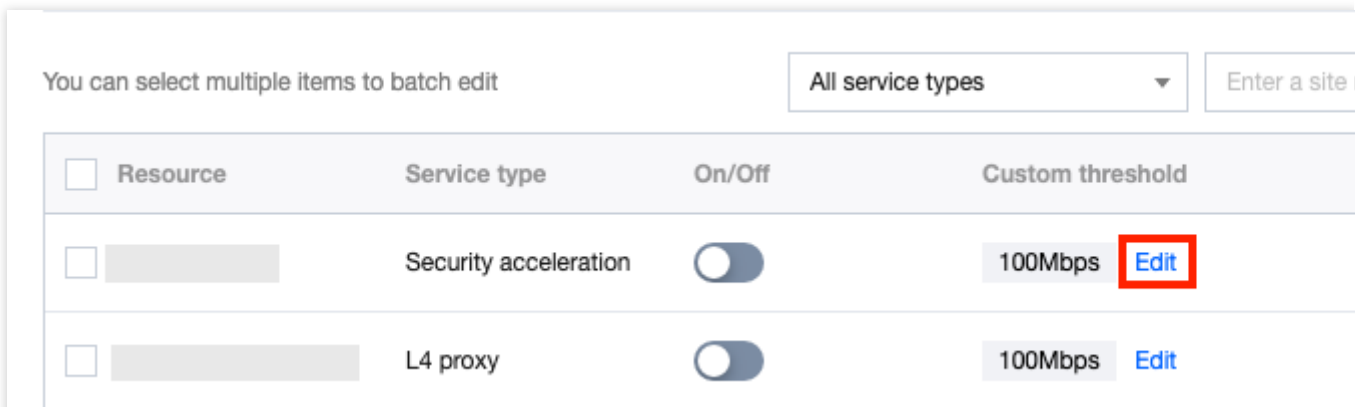 You can select multiple items to batch edit All service types Enter a site
Resource Service type On/Off Custom threshold
Security acceleration 100Mbps Edit
L4 proxy 100Mbps Edit